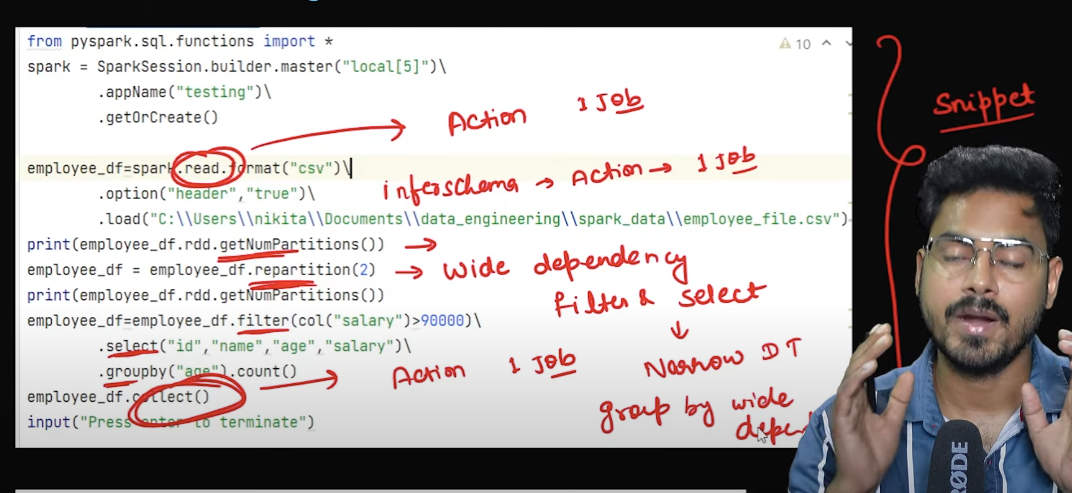 from pyspark.sql.functions import *
10
spark = SparkSession.builder.master("local[5]")\
.appName("testing")\
.getOrCreate()
Action 1 Job
Snippet
employee_df=spark.read.format("csv")\
inferschema → Action → 1 Job
.option("header","true")\
.load("C:\\Users\\nikita\\Documents\\data_engineering\\spark_data\\employee_file.csv")
print(employee_df.rdd.getNumPartitions()) →
employee_df = employee_df.repartition(2) → Wide dependency
print(employee_df.rdd.getNumPartitions())
filter & select
employee_df=employee_df.filter(col("salary")>90000)\
.select("id","name","age","salary")\
Narrow DT
.groupby("age").count()
Action 1 Job
employee_df.collect()
group by wide
input("Press enter to terminate")
depen